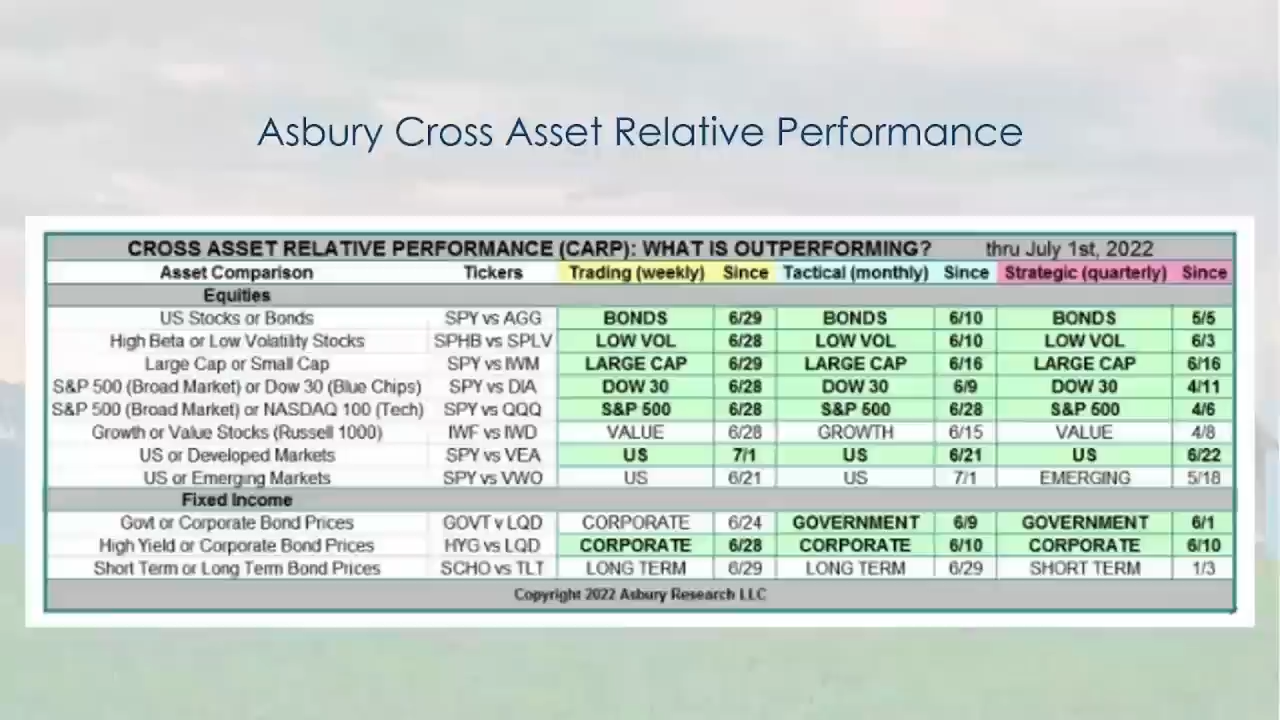 Asbury Cross Asset Relative Performance
CROSS ASSET RELATIVE PERFORMANCE (CARP): WHAT IS OUTPERFORMING? thru July 1st, 2022
Asset Comparison Tickers Trading (weekly) Since Tactical (monthly) Since Strategic (quarterly) Since
Equities
US Stocks or Bonds SPY vs AGG BONDS 6/29 BONDS 6/10 BONDS 5/5
High Beta or Low Volatility Stocks SPHB vs SPLV LOW VOL 6/28 LOW VOL 6/10 LOW VOL 6/3
Large Cap or Small Cap SPY vs IWM LARGE CAP 6/29 LARGE CAP 6/16 LARGE CAP 6/16
S&P 500 (Broad Market) or Dow 30 (Blue Chips) SPY vs DIA DOW 30 6/28 DOW 30 6/9 DOW 30 4/11
S&P 500 (Broad Market) or NASDAQ 100 (Tech) SPY vs QQQ S&P 500 6/28 S&P 500 6/28 S&P 500 4/6
Growth or Value Stocks (Russell 1000) IWF vs IWD VALUE 6/28 GROWTH 6/15 VALUE 4/8
US or Developed Markets SPY vs VEA US 7/1 US 6/21 US 6/22
US or Emerging Markets SPY vs VWO US 6/21 US 7/1 EMERGING 5/18
Fixed Income
Govt or Corporate Bond Prices GOVT v LQD CORPORATE 6/24 GOVERNMENT 6/9 GOVERNMENT 6/1
High Yield or Corporate Bond Prices HYG vs LQD CORPORATE 6/28 CORPORATE 6/10 CORPORATE 6/10
Short Term or Long Term Bond Prices SCHO vs TLT LONG TERM 6/29 LONG TERM 6/29 SHORT TERM 1/3
Copyright 2022 Asbury Research LLC